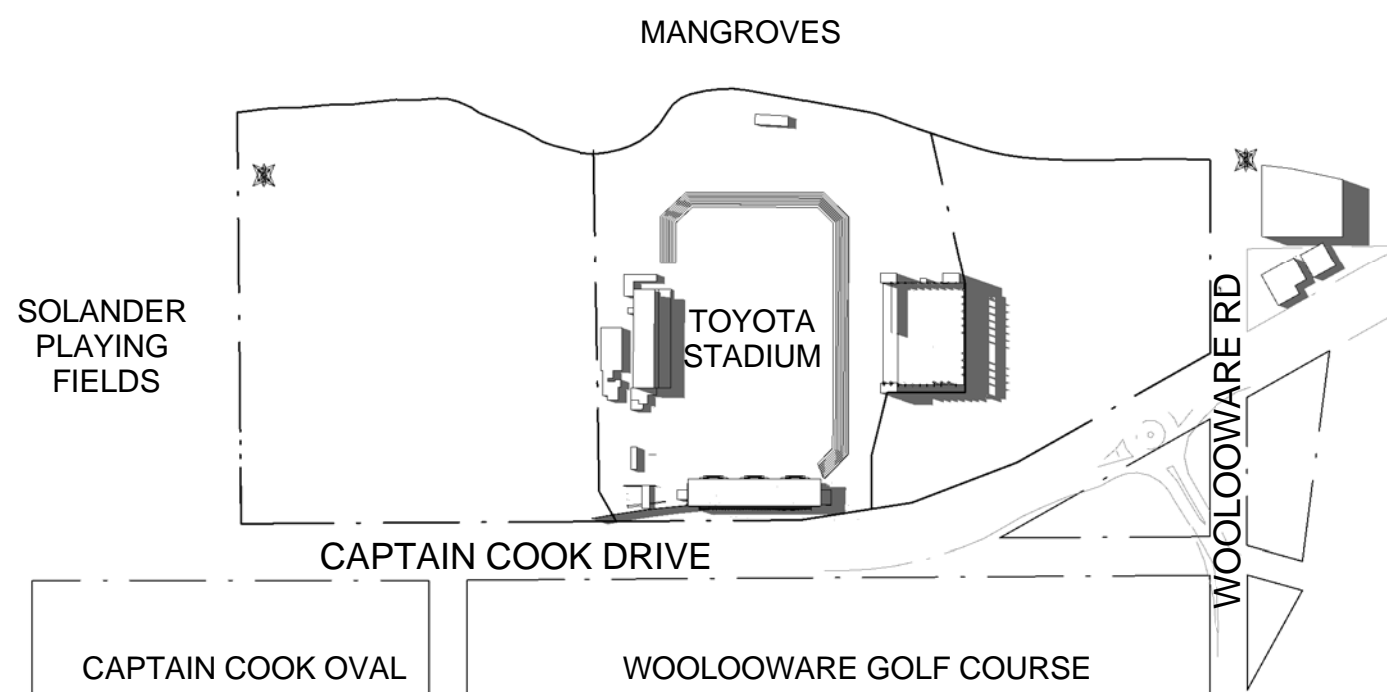 MANGROVES
SOLANDER
PLAYING
FIELDS
TOYOTA
STADIUM
WOOLOOWARE RD
CAPTAIN COOK DRIVE
CAPTAIN COOK OVAL
WOOLOOWARE GOLF COURSE